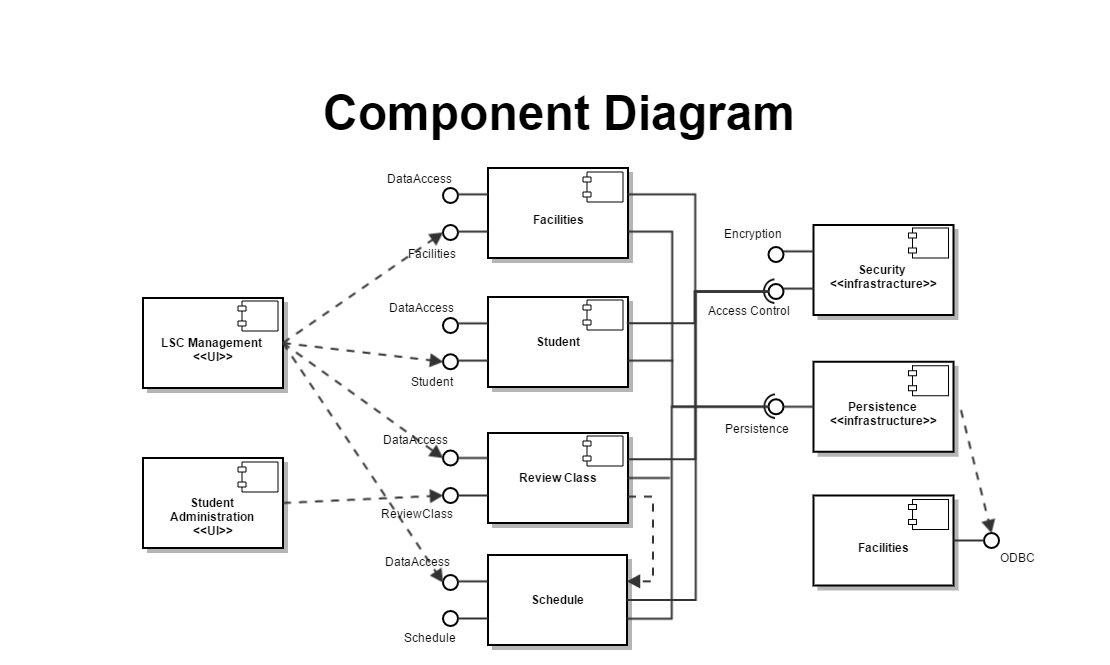 Component Diagram
DataAccess
Facilities
Facilities
DataAccess
Student
Student
DataAccess
Review Class
ReviewClass
DataAccess
Schedule
Schedule
LSC Management
<<UI>>
Student
Administration
<<UI>>
Encryption
Security
<<infrastracture>>
Access Control
Persistence
<<infrastructure>>
Persistence
Facilities
ODBC